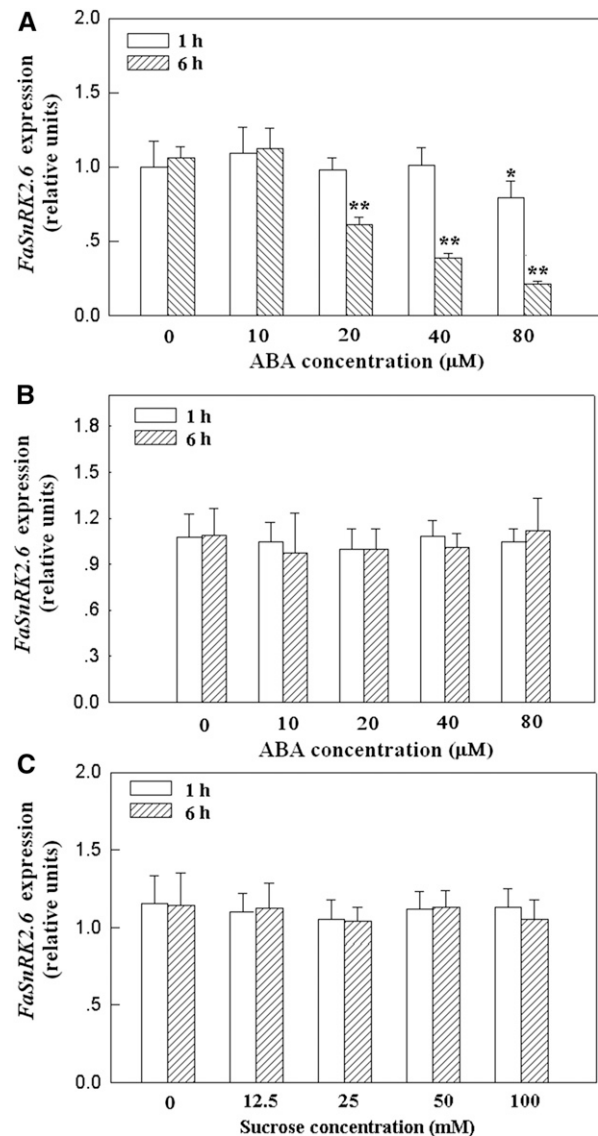 A
FaSnRK2.6 expression
(relative units)
2.0
1.5
1.0
.5
0.0
1 h
6 h
*
**
**
**
0 10 20 40 80
ABA concentration (µM)
B
FaSnRK2.6 expression
(relative units)
1.8
1.2
.9
.6
.3
0.0
1 h
6 h
0 10 20 40 80
ABA concentration (µM)
C
FaSnRK2.6 expression
(relative units)
2.0
1.5
1.0
.5
0.0
1 h
6 h
0 12.5 25 50 100
Sucrose concentration (mM)